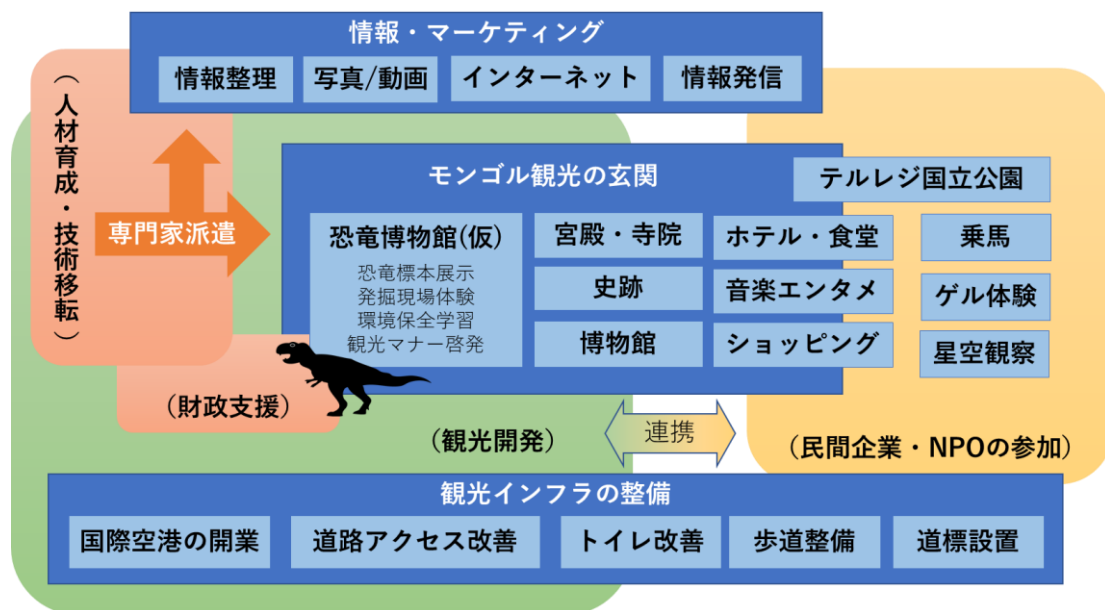 情報・マーケティング
情報整理
写真/動画
インターネット
情報発信
（人材育成・技術移転）
専門家派遣
モンゴル観光の玄関
テルレジ国立公園
恐竜博物館(仮)
恐竜標本展示
発掘現場体験
環境保全学習
観光マナー啓発
宮殿・寺院
史跡
博物館
ホテル・食堂
音楽エンタメ
ショッピング
乗馬
ゲル体験
星空観察
（財政支援）
（観光開発）
連携
（民間企業・NPOの参加）
観光インフラの整備
国際空港の開業
道路アクセス改善
トイレ改善
歩道整備
道標設置